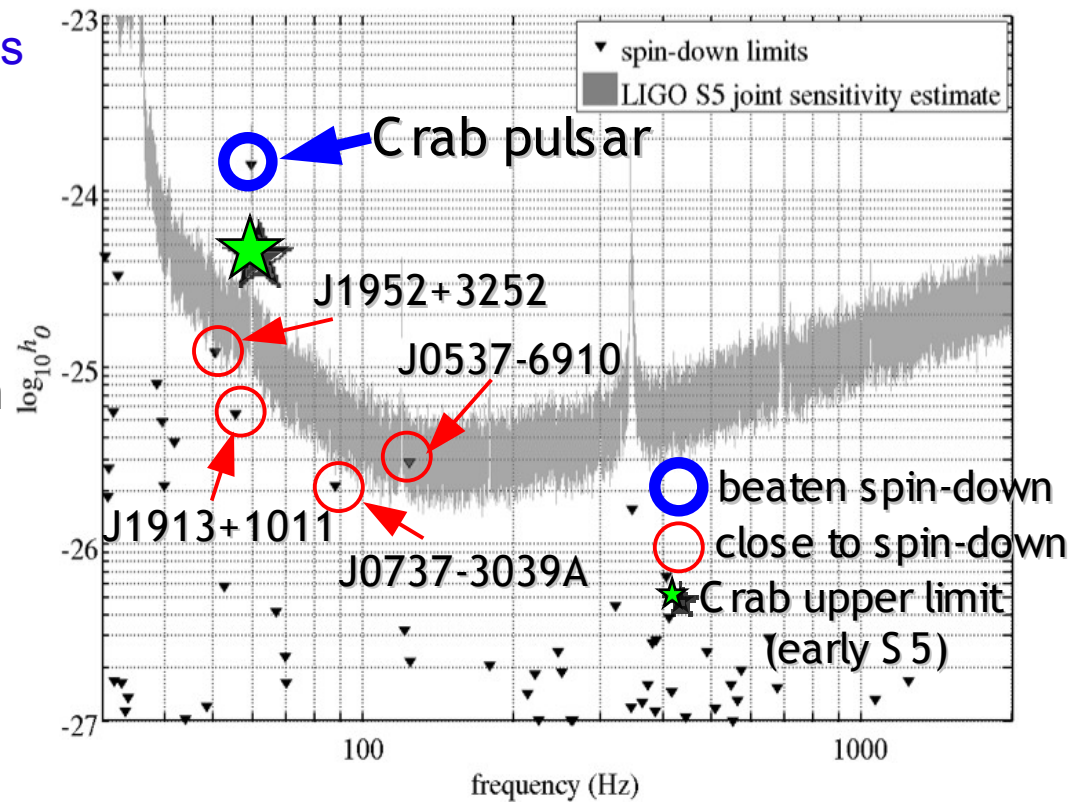 s
-23
spin-down limits
LIGO S5 joint sensitivity estimate
Crab pulsar
-24
J1952+3252
J0537-6910
-25
log10h0
n
beaten spin-down
J1913+1011
close to spin-down
-26
J0737-3039A
Crab upper limit
(early S5)
-27
100
1000
frequency (Hz)